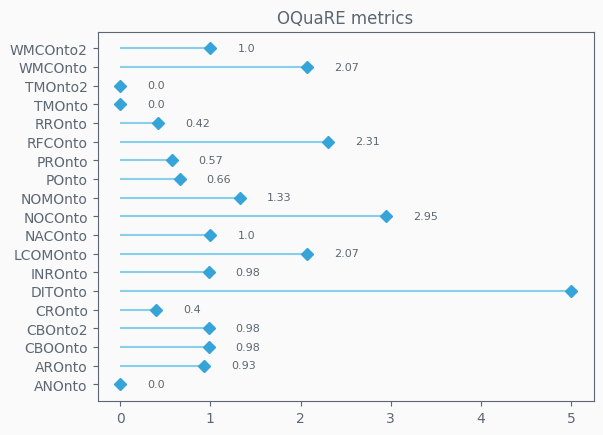 OQuaRE metrics
WMCOnto2 1.0
WMCOnto 2.07
TMOnto2 0.0
TMOnto 0.0
RROnto 0.42
RFCOnto 2.31
PROnto 0.57
POnto 0.66
NOMOnto 1.33
NOCOnto 2.95
NACOnto 1.0
LCOMOnto 2.07
INROnto 0.98
DITOnto
CROnto 0.4
CBOnto2 0.98
CBOOnto 0.98
AROnto 0.93
ANOnto 0.0
0 1 2 3 4 5